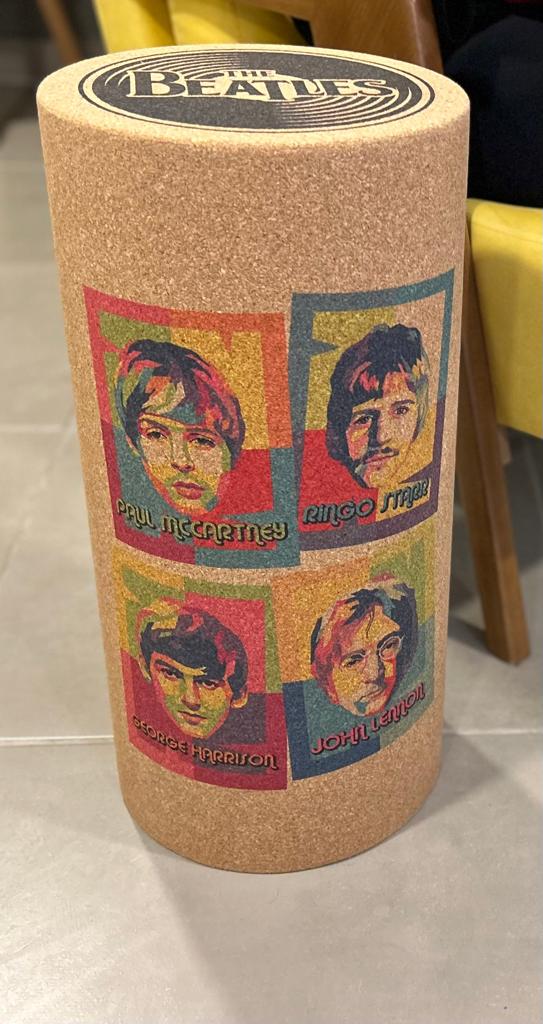 THE
BEATLES
PAUL MCCARTNEY
RINGO STARR
GEORGE HARRISON
JOHN LENNON